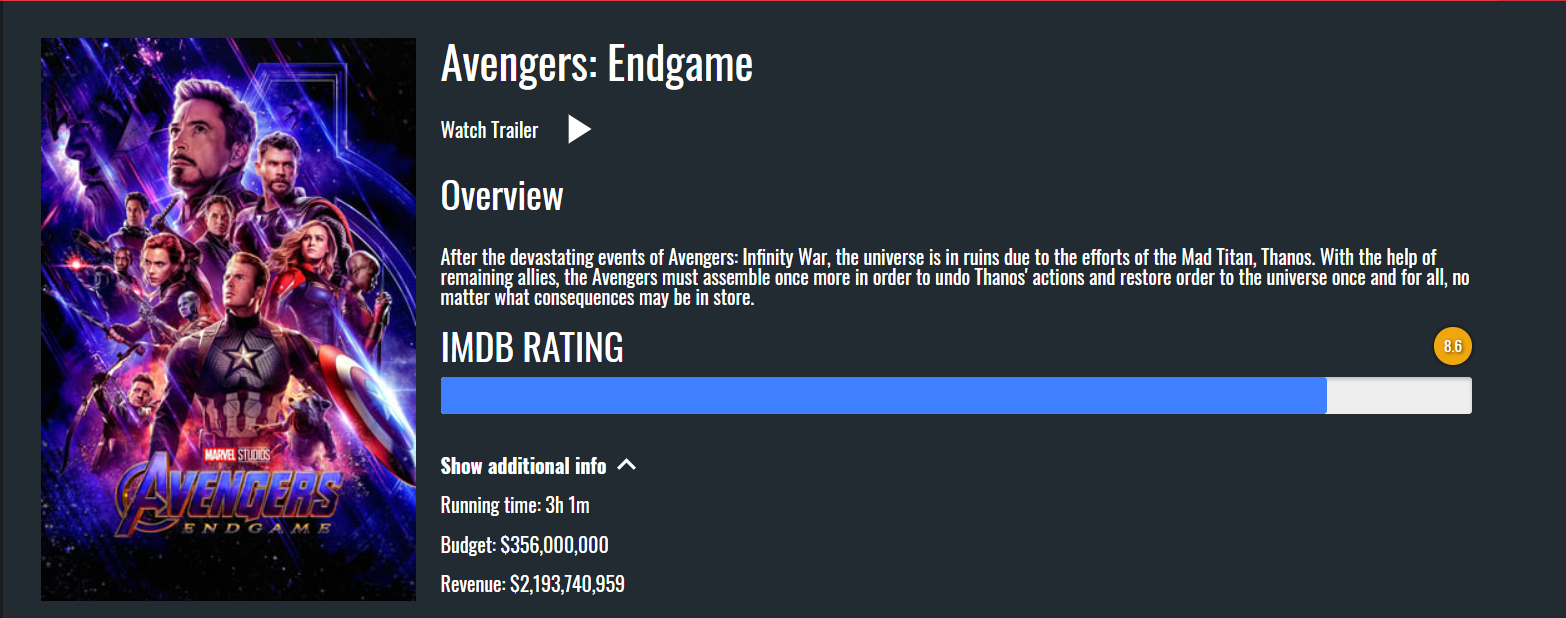 Avengers: Endgame
Watch Trailer
Overview
After the devastating events of Avengers: Infinity War, the universe is in ruins due to the efforts of the Mad Titan, Thanos. With the help of
remaining allies, the Avengers must assemble once more in order to undo Thanos' actions and restore order to the universe once and for all, no
matter what consequences may be in store.
IMDB RATING
8.6
Show additional info
Running time: 3h 1m
Budget: $356,000,000
Revenue: $2,193,740,959
MARVEL STUDIOS
AVENGERS
ENDGAME